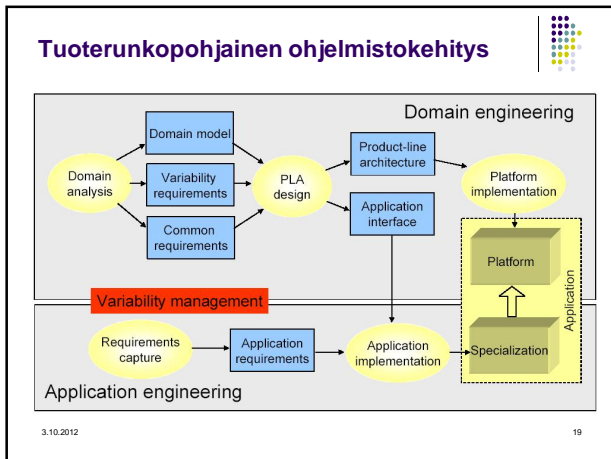 Tuoterunkopohjainen ohjelmistokehitys
Domain engineering
Domain model
Domain
analysis
Variability
requirements
Common
requirements
PLA
design
Product-line
architecture
Application
interface
Platform
implementation
Platform
Application
Specialization
Variability management
Requirements
capture
Application
requirements
Application
implementation
Application engineering
3.10.2012
19